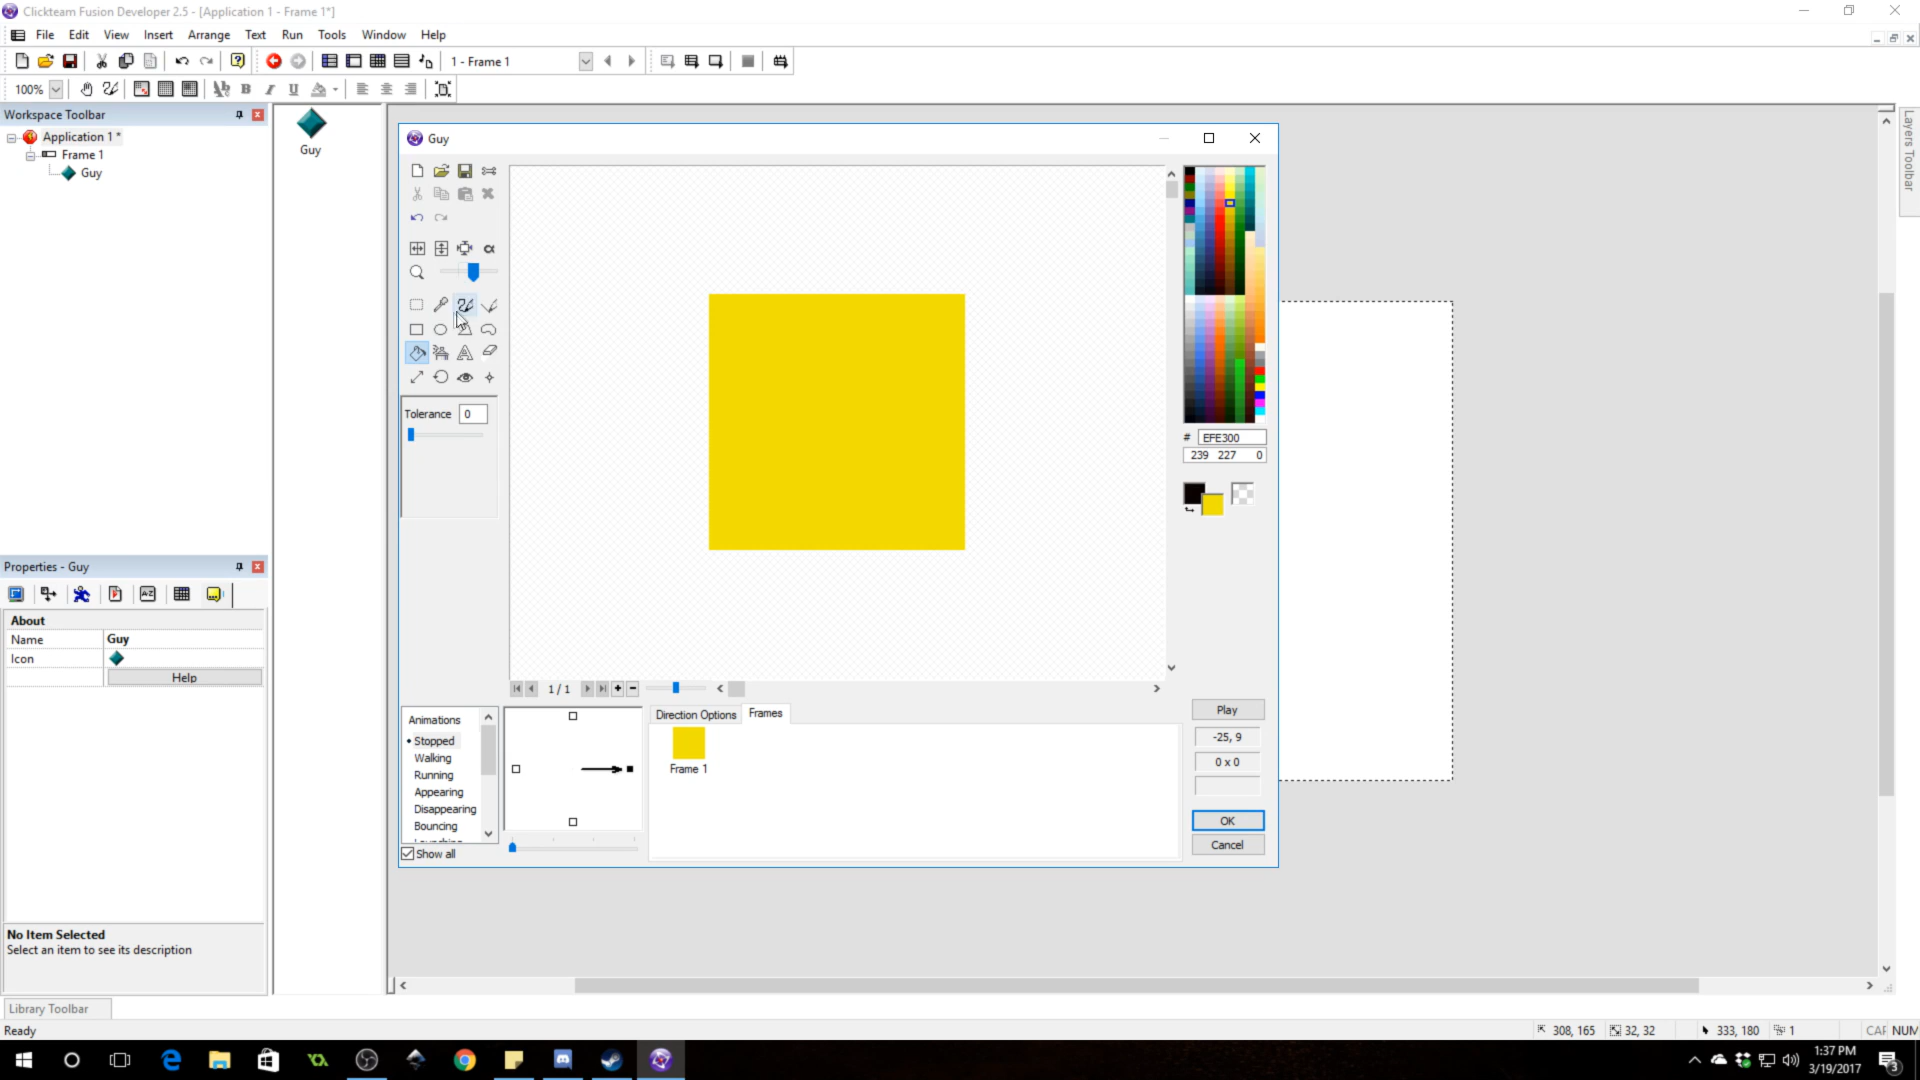 Clickteam Fusion Developer 2.5 - [Application 1 - Frame 1*]
File Edit View Insert Arrange Text Run Tools Window Help
1 - Frame 1
100%
Workspace Toolbar
Application 1 *
Frame 1
Guy
Guy
Guy
Layers Toolbar
Tolerance 0
# EFE300
239 227 0
1 / 1
Animations
Stopped
Walking
Running
Appearing
Disappearing
Bouncing
Show all
Direction Options Frames
Frame 1
Play
-25, 9
0 x 0
OK
Cancel
Properties - Guy
About
Name Guy
Icon
Help
No Item Selected
Select an item to see its description
Library Toolbar
Ready
308, 165 32, 32 333, 180 1 CAP NUM
1:37 PM
3/19/2017
3